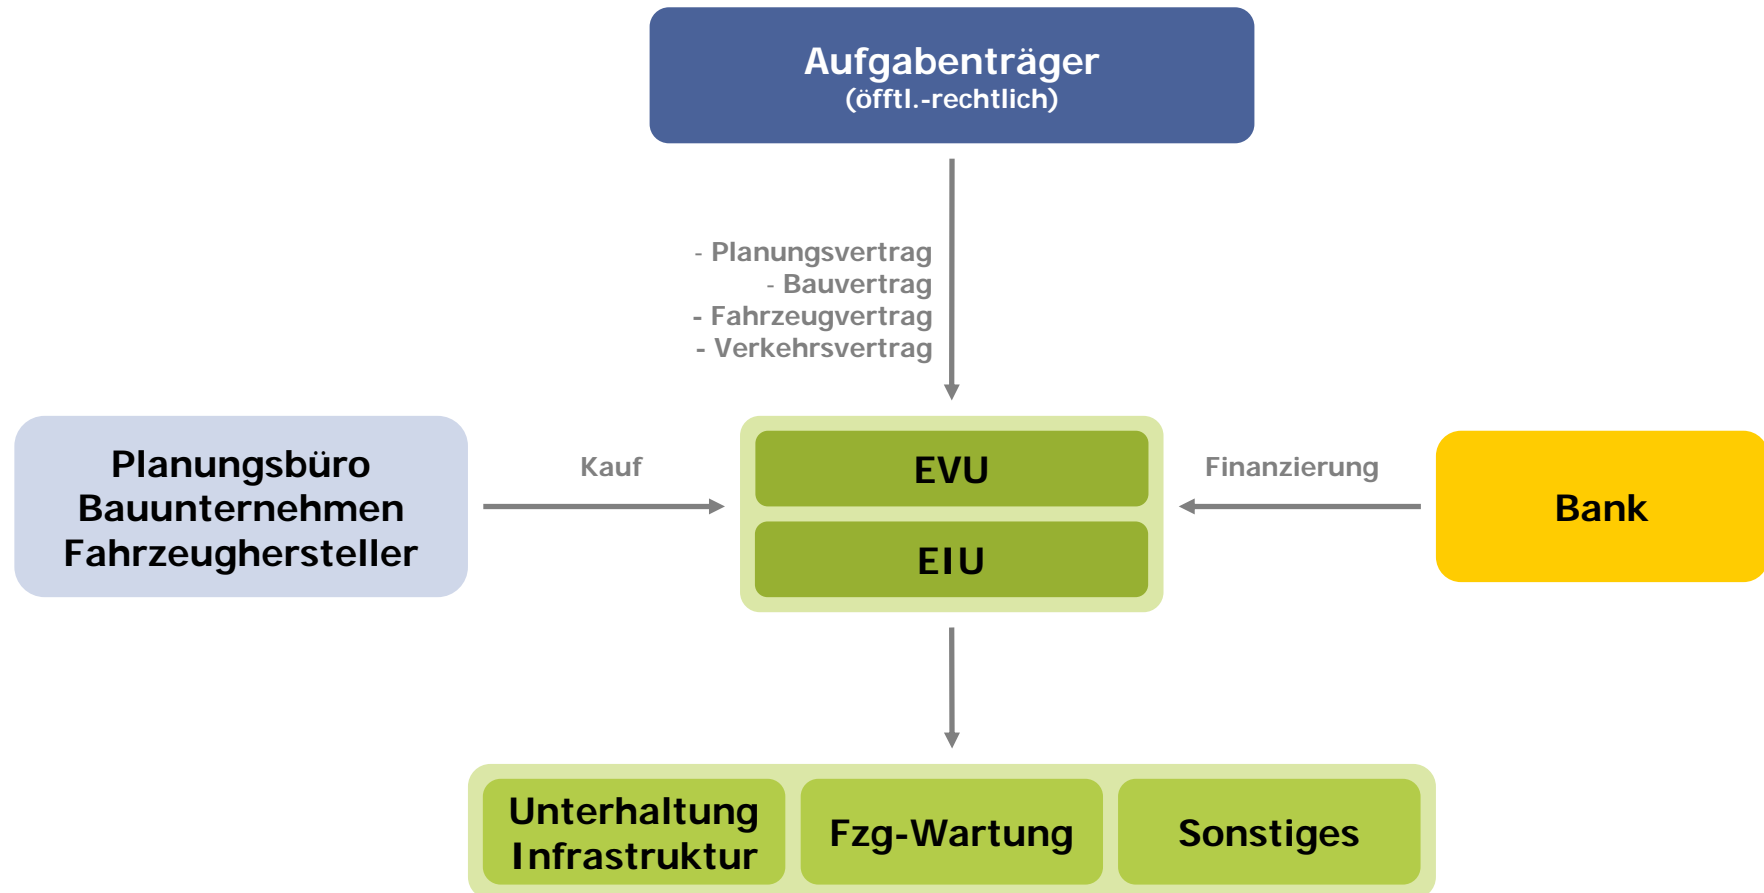 Aufgabenträger
(öfftl.-rechtlich)
- Planungsvertrag
- Bauvertrag
- Fahrzeugvertrag
- Verkehrsvertrag
Planungsbüro
Bauunternehmen
Fahrzeughersteller
Kauf
EVU
EIU
Finanzierung
Bank
Unterhaltung
Infrastruktur
Fzg-Wartung
Sonstiges